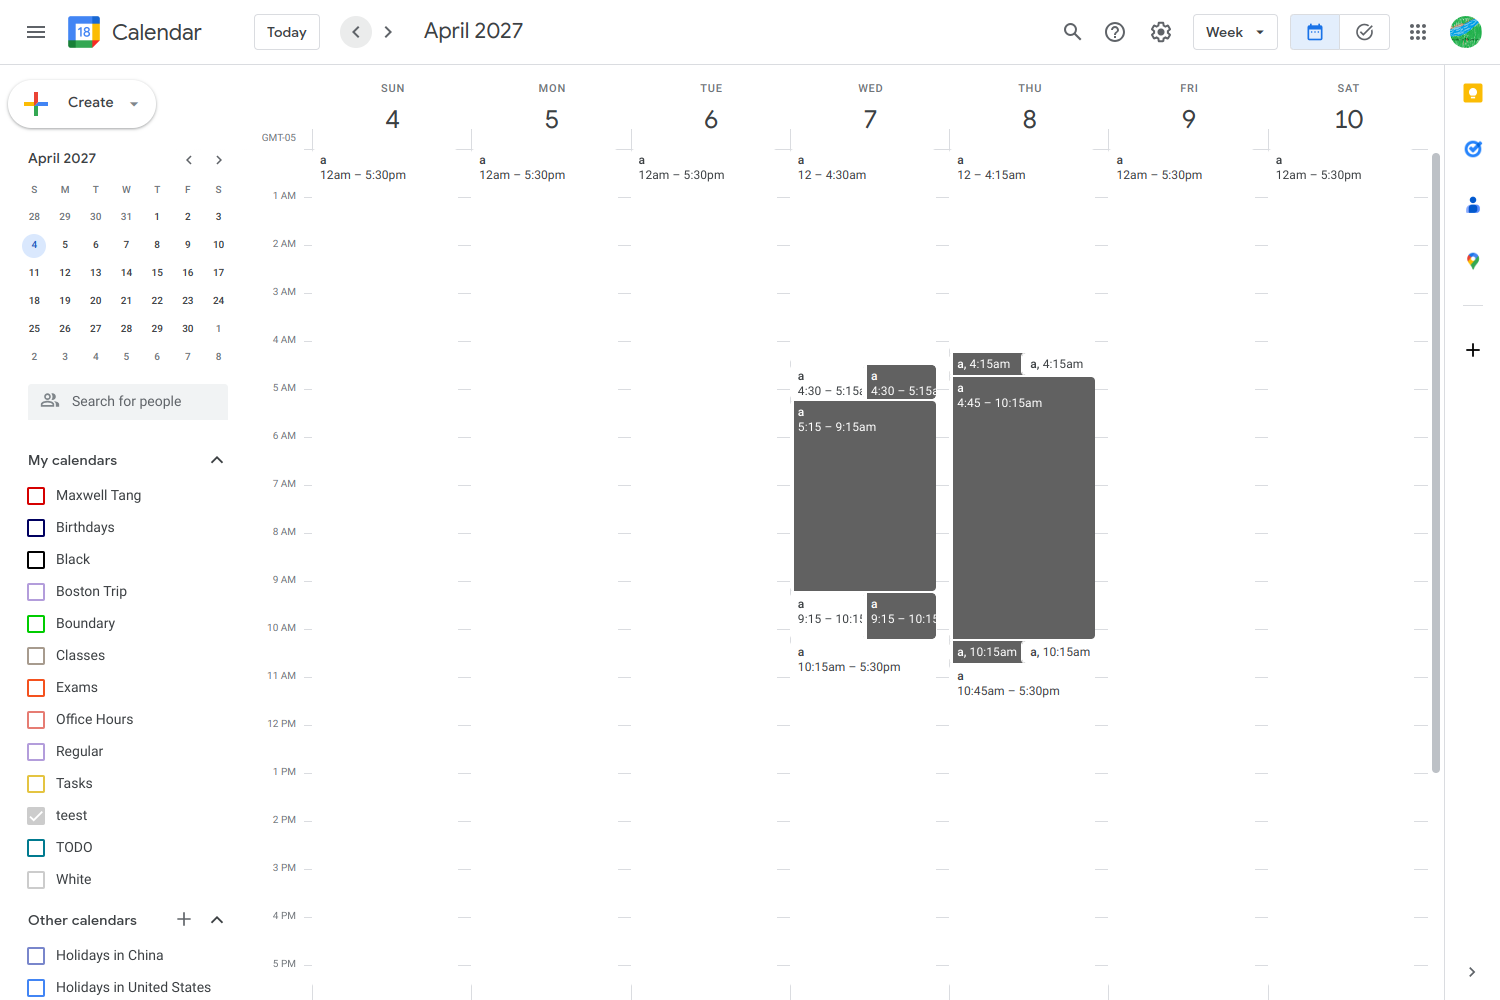 18 Calendar Today April 2027 Week
Create
SUN MON TUE WED THU FRI SAT
4 5 6 7 8 9 10
GMT-05
April 2027
S M T W T F S
28 29 30 31 1 2 3
4 5 6 7 8 9 10
11 12 13 14 15 16 17
18 19 20 21 22 23 24
25 26 27 28 29 30 1
2 3 4 5 6 7 8
Search for people
My calendars
Maxwell Tang
Birthdays
Black
Boston Trip
Boundary
Classes
Exams
Office Hours
Regular
Tasks
teest
TODO
White
Other calendars
Holidays in China
Holidays in United States
1 AM
2 AM
3 AM
4 AM
5 AM
6 AM
7 AM
8 AM
9 AM
10 AM
11 AM
12 PM
1 PM
2 PM
3 PM
4 PM
5 PM
a
12am – 5:30pm
a
12am – 5:30pm
a
12am – 5:30pm
a
12 – 4:30am
a
4:30 – 5:15a
a
4:30 – 5:15a
a
5:15 – 9:15am
a
9:15 – 10:15
a
9:15 – 10:15
a
10:15am – 5:30pm
a
12 – 4:15am
a, 4:15am
a, 4:15am
a
4:45 – 10:15am
a, 10:15am
a, 10:15am
a
10:45am – 5:30pm
a
12am – 5:30pm
a
12am – 5:30pm